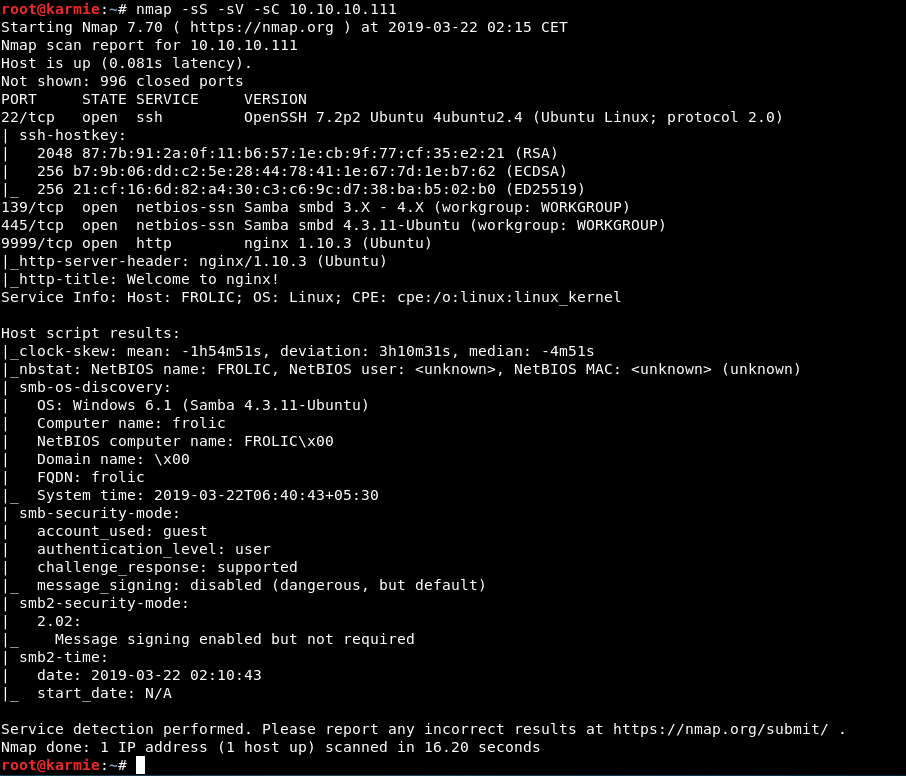 root@karmie:~# nmap -sS -sV -sC 10.10.10.111
Starting Nmap 7.70 ( https://nmap.org ) at 2019-03-22 02:15 CET
Nmap scan report for 10.10.10.111
Host is up (0.081s latency).
Not shown: 996 closed ports
PORT     STATE SERVICE     VERSION
22/tcp   open  ssh         OpenSSH 7.2p2 Ubuntu 4ubuntu2.4 (Ubuntu Linux; protocol 2.0)
| ssh-hostkey:
|   2048 87:7b:91:2a:0f:11:b6:57:1e:cb:9f:77:cf:35:e2:21 (RSA)
|   256 b7:9b:06:dd:c2:5e:28:44:78:41:1e:67:7d:1e:b7:62 (ECDSA)
|_  256 21:cf:16:6d:82:a4:30:c3:c6:9c:d7:38:ba:b5:02:b0 (ED25519)
139/tcp  open  netbios-ssn Samba smbd 3.X - 4.X (workgroup: WORKGROUP)
445/tcp  open  netbios-ssn Samba smbd 4.3.11-Ubuntu (workgroup: WORKGROUP)
9999/tcp open  http        nginx 1.10.3 (Ubuntu)
|_http-server-header: nginx/1.10.3 (Ubuntu)
|_http-title: Welcome to nginx!
Service Info: Host: FROLIC; OS: Linux; CPE: cpe:/o:linux:linux_kernel

Host script results:
|_clock-skew: mean: -1h54m51s, deviation: 3h10m31s, median: -4m51s
|_nbstat: NetBIOS name: FROLIC, NetBIOS user: <unknown>, NetBIOS MAC: <unknown> (unknown)
| smb-os-discovery:
|   OS: Windows 6.1 (Samba 4.3.11-Ubuntu)
|   Computer name: frolic
|   NetBIOS computer name: FROLIC\x00
|   Domain name: \x00
|   FQDN: frolic
|_  System time: 2019-03-22T06:40:43+05:30
| smb-security-mode:
|   account_used: guest
|   authentication_level: user
|   challenge_response: supported
|_  message_signing: disabled (dangerous, but default)
| smb2-security-mode:
|   2.02:
|_    Message signing enabled but not required
| smb2-time:
|   date: 2019-03-22 02:10:43
|_  start_date: N/A

Service detection performed. Please report any incorrect results at https://nmap.org/submit/ .
Nmap done: 1 IP address (1 host up) scanned in 16.20 seconds
root@karmie:~#